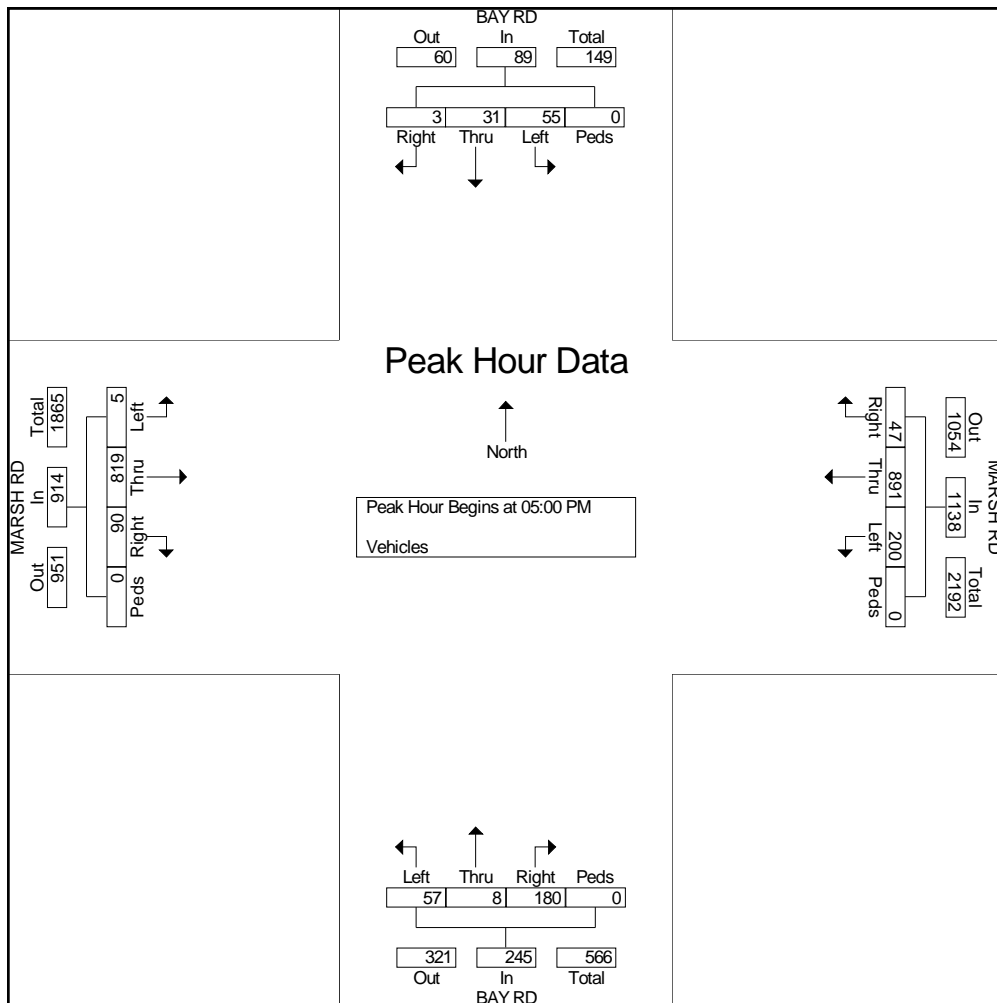 BAY RD
Out In Total
60 89 149
3 31 55 0
Right Thru Left Peds
Peak Hour Data
North
Peak Hour Begins at 05:00 PM
Vehicles
MARSH RD
Total In Out
1865 914 951
5 819 90 0
Left Thru Right Peds
MARSH RD
Out In Total
1054 1138 2192
47 891 200 0
Right Thru Left Peds
Left Thru Right Peds
57 8 180 0
321 245 566
Out In Total
BAY RD